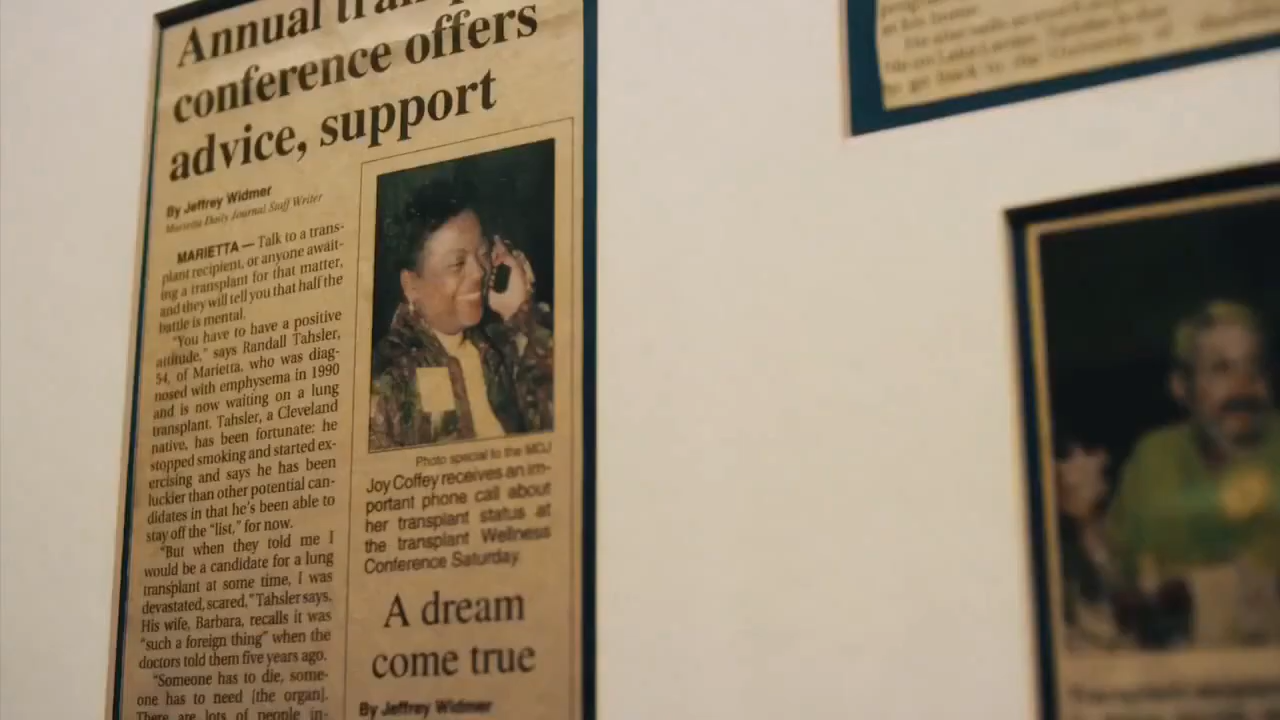 Annual
conference offers
advice, support
By Jeffrey Widmer
Marietta Daily Journal Staff Writer
MARIETTA — Talk to a trans-
plant recipient, or anyone await-
ing a transplant for that matter,
and they will tell you that half the
battle is mental.
"You have to have a positive
attitude," says Randall Tahsler,
54, of Marietta, who was diag-
nosed with emphysema in 1990
and is now waiting on a lung
transplant. Tahsler, a Cleveland
native, has been fortunate: he
stopped smoking and started ex-
ercising and says he has been
luckier than other potential can-
didates in that he's been able to
stay off the "list," for now.
"But when they told me I
would be a candidate for a lung
transplant at some time, I was
devastated, scared," Tahsler says.
His wife, Barbara, recalls it was
"such a foreign thing" when the
doctors told them five years ago.
"Someone has to die, some-
one has to need [the organ].
There are lots of people in-
Photo special to the MDJ
Joy Coffey receives an im-
portant phone call about
her transplant status at
the transplant Wellness
Conference Saturday.
A dream
come true
By Jeffrey Widmer